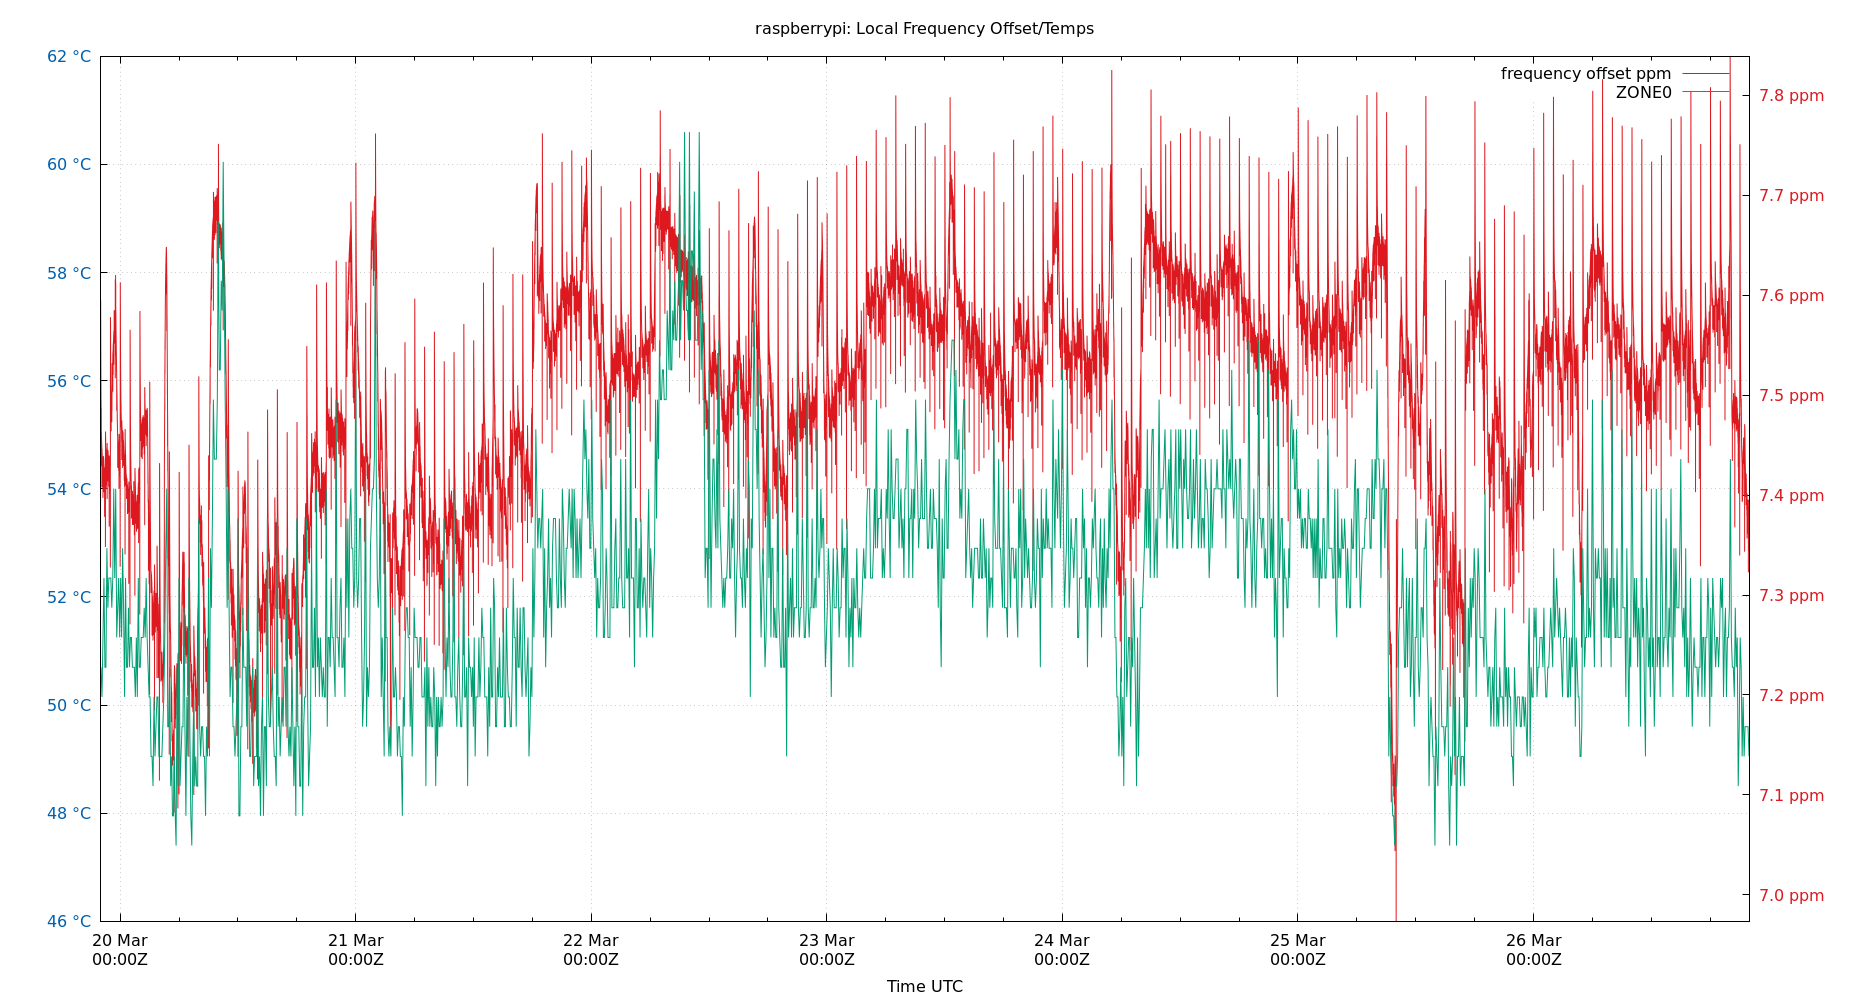 raspberrypi: Local Frequency Offset/Temps
frequency offset ppm
ZONE0
62 °C
60 °C
58 °C
56 °C
54 °C
52 °C
50 °C
48 °C
46 °C
7.8 ppm
7.7 ppm
7.6 ppm
7.5 ppm
7.4 ppm
7.3 ppm
7.2 ppm
7.1 ppm
7.0 ppm
20 Mar
00:00Z
21 Mar
00:00Z
22 Mar
00:00Z
23 Mar
00:00Z
24 Mar
00:00Z
25 Mar
00:00Z
26 Mar
00:00Z
Time UTC